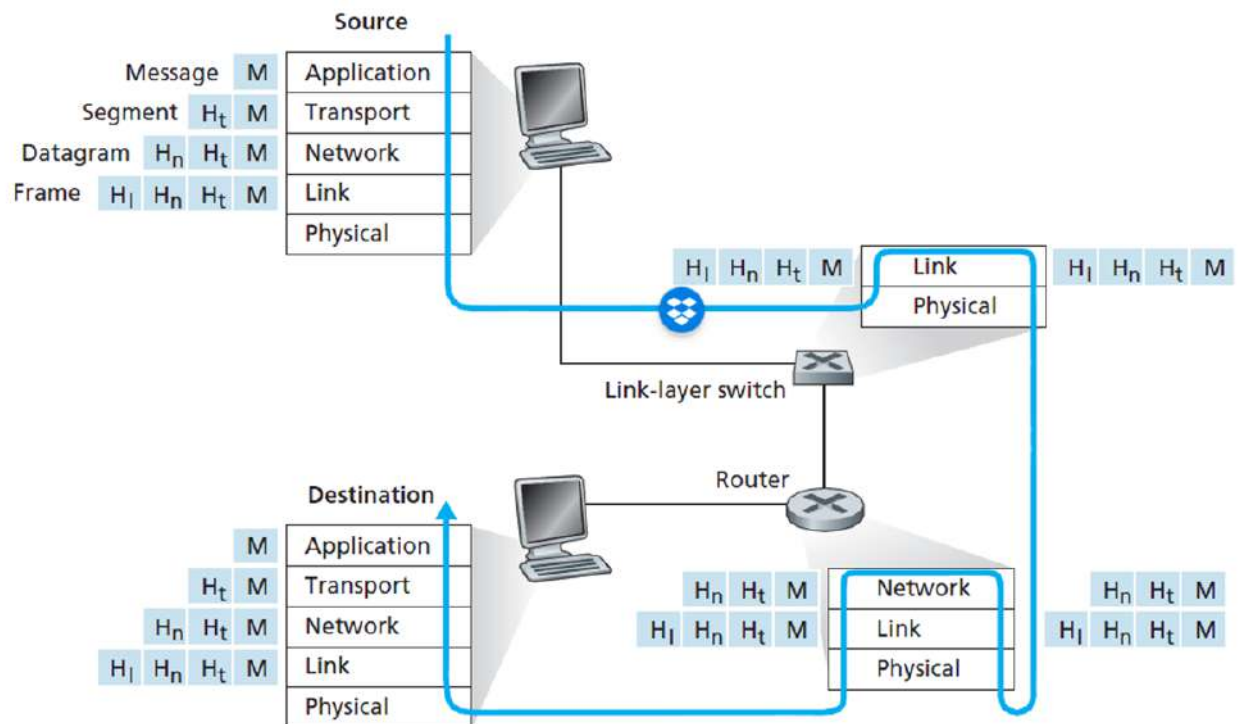 Source
Message M Application
Segment Ht M Transport
Datagram Hn Ht M Network
Frame Hl Hn Ht M Link
Physical
Hl Hn Ht M Link Hl Hn Ht M
Physical
Link-layer switch
Router
Destination
M Application
Ht M Transport
Hn Ht M Network
Hl Hn Ht M Link
Physical
Hn Ht M Network Hn Ht M
Hl Hn Ht M Link Hl Hn Ht M
Physical